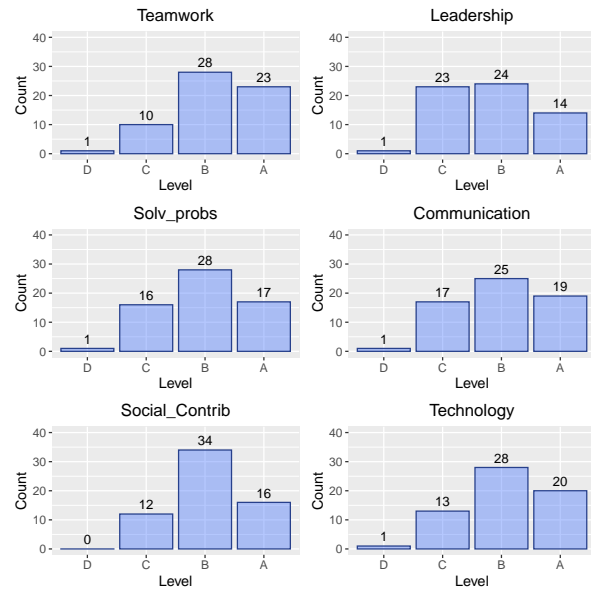 Teamwork
40
30
20
10
0
Count
1
10
28
23
D C B A
Level
Leadership
40
30
20
10
0
Count
1
23
24
14
D C B A
Level
Solv_probs
40
30
20
10
0
Count
1
16
28
17
D C B A
Level
Communication
40
30
20
10
0
Count
1
17
25
19
D C B A
Level
Social_Contrib
40
30
20
10
0
Count
0
12
34
16
D C B A
Level
Technology
40
30
20
10
0
Count
1
13
28
20
D C B A
Level